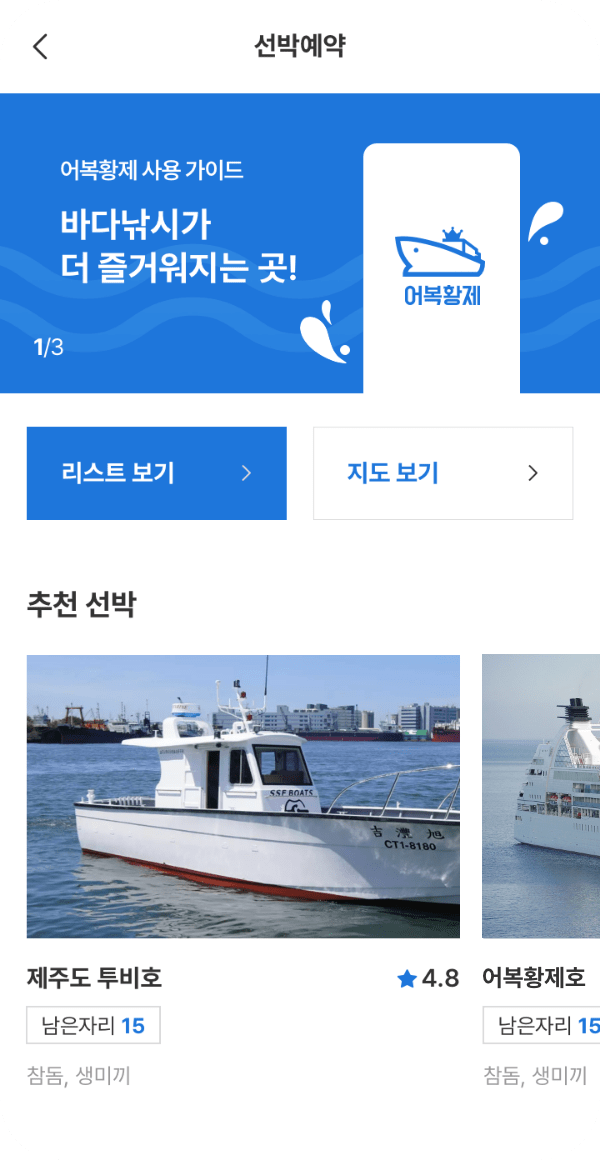 선박예약
어복황제 사용 가이드
바다낚시가
더 즐거워지는 곳!
어복황제
1/3
리스트 보기
지도 보기
추천 선박
SSF BOATS
吉 灃 旭
CT1-8180
제주도 투비호
4.8
어복황제호
남은자리 15
남은자리 15
참돔, 생미끼
참돔, 생미끼